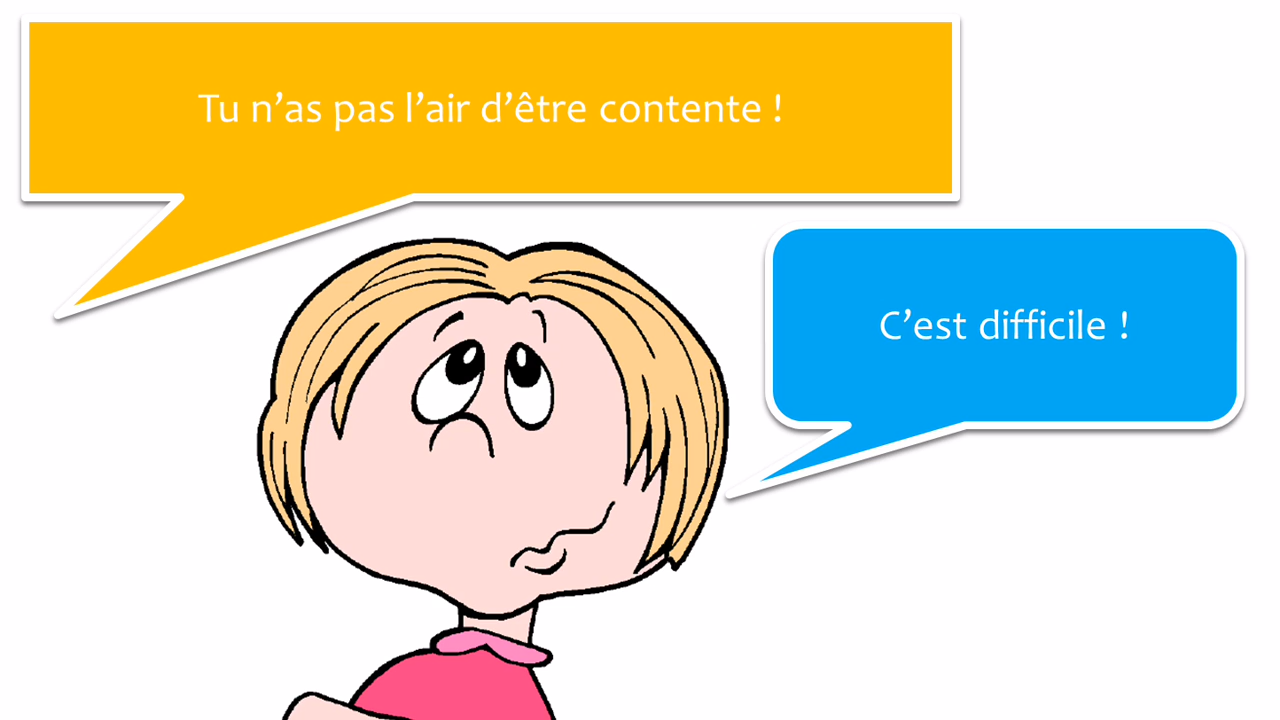 Tu n’as pas l’air d’être contente !
C’est difficile !